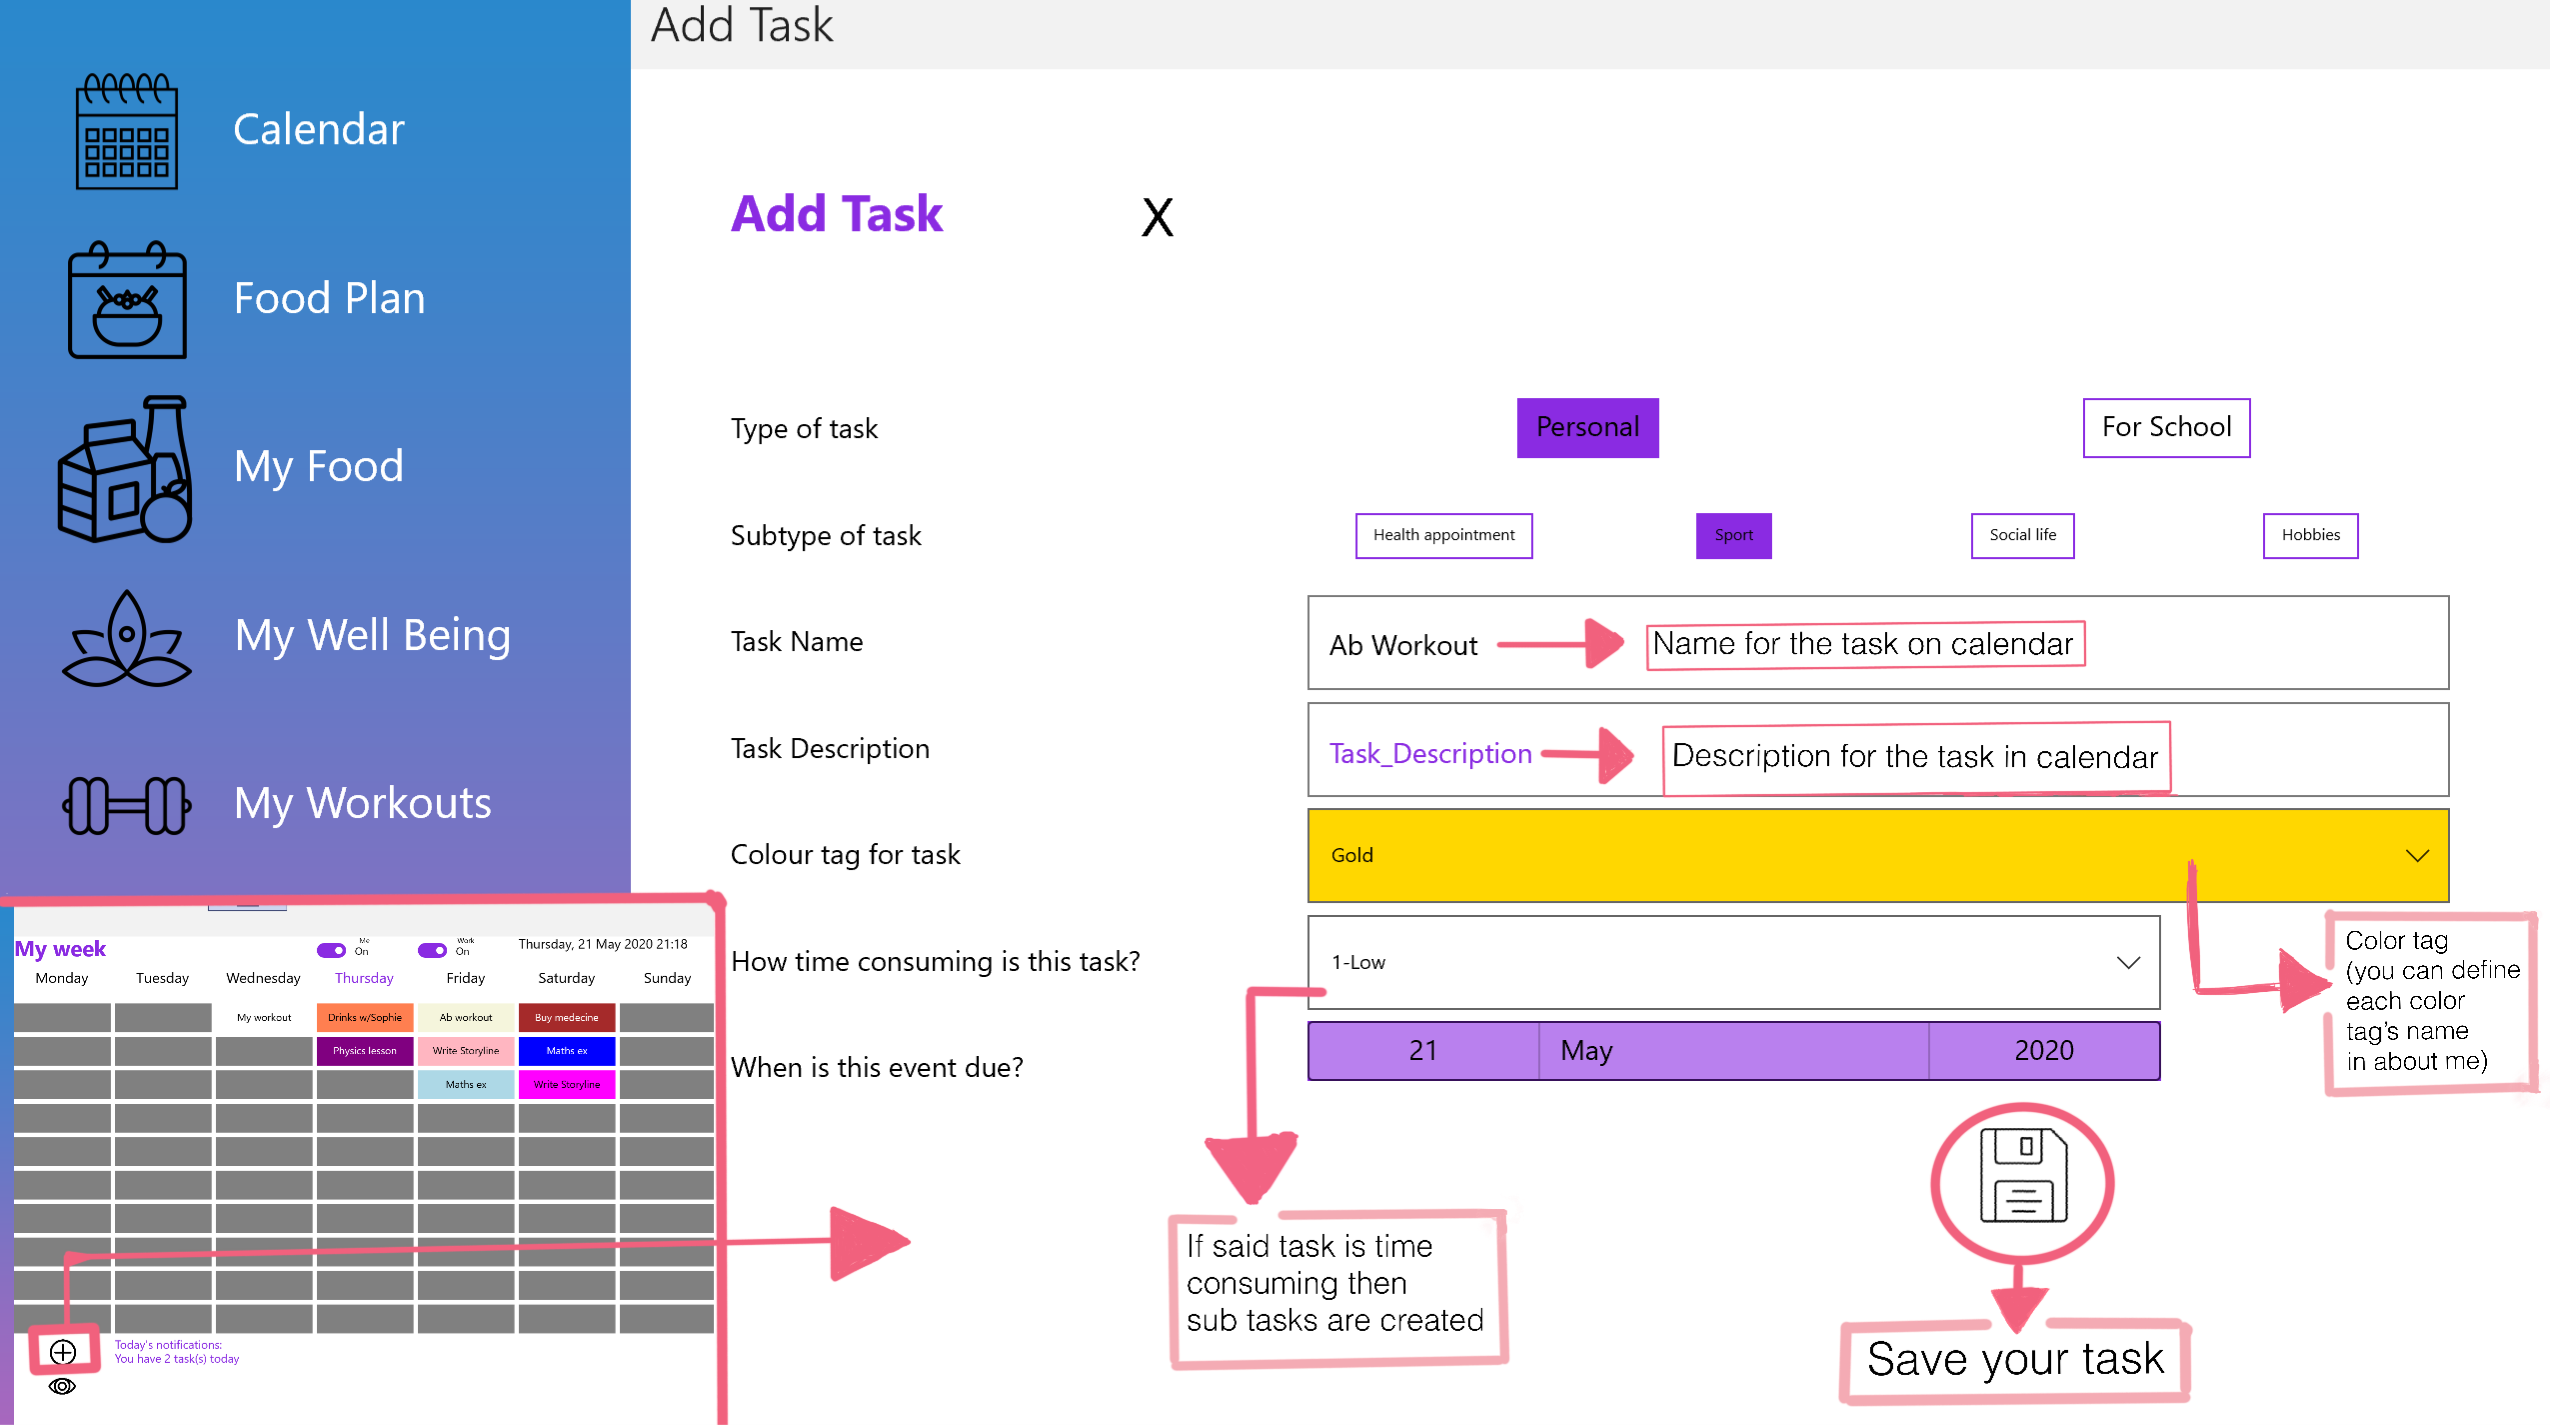 Add Task
Calendar
Food Plan
My Food
My Well Being
My Workouts
Add Task X
Type of task
Personal
For School
Subtype of task
Health appointment
Sport
Social life
Hobbies
Task Name
Ab Workout
Name for the task on calendar
Task Description
Task_Description
Description for the task in calendar
Colour tag for task
Gold
Color tag
(you can define
each color
tag's name
in about me)
How time consuming is this task?
1-Low
When is this event due?
21 May 2020
If said task is time
consuming then
sub tasks are created
Save your task
My week
Me
On
Work
On
Thursday, 21 May 2020 21:18
Monday Tuesday Wednesday Thursday Friday Saturday Sunday
My workout Drinks w/Sophie Ab workout Buy medecine
Physics lesson Write Storyline Maths ex
Maths ex Write Storyline
Today's notifications:
You have 2 task(s) today